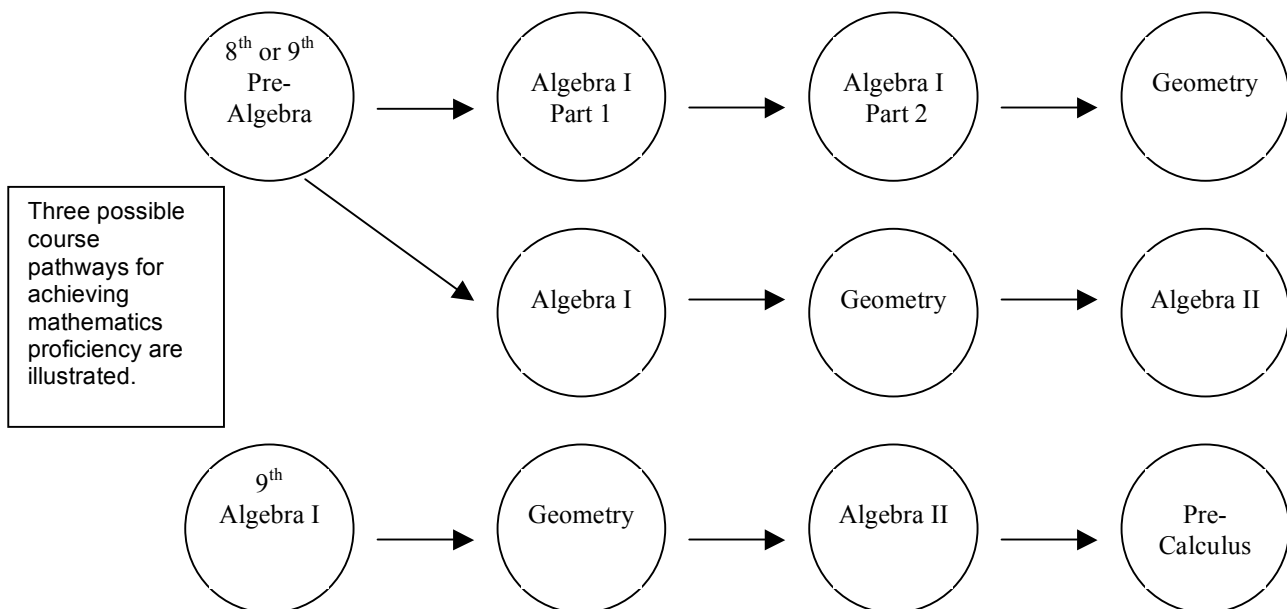 8th or 9th
Pre-
Algebra
Algebra I
Part 1
Algebra I
Part 2
Geometry
Three possible
course
pathways for
achieving
mathematics
proficiency are
illustrated.
Algebra I
Geometry
Algebra II
9th
Algebra I
Geometry
Algebra II
Pre-
Calculus